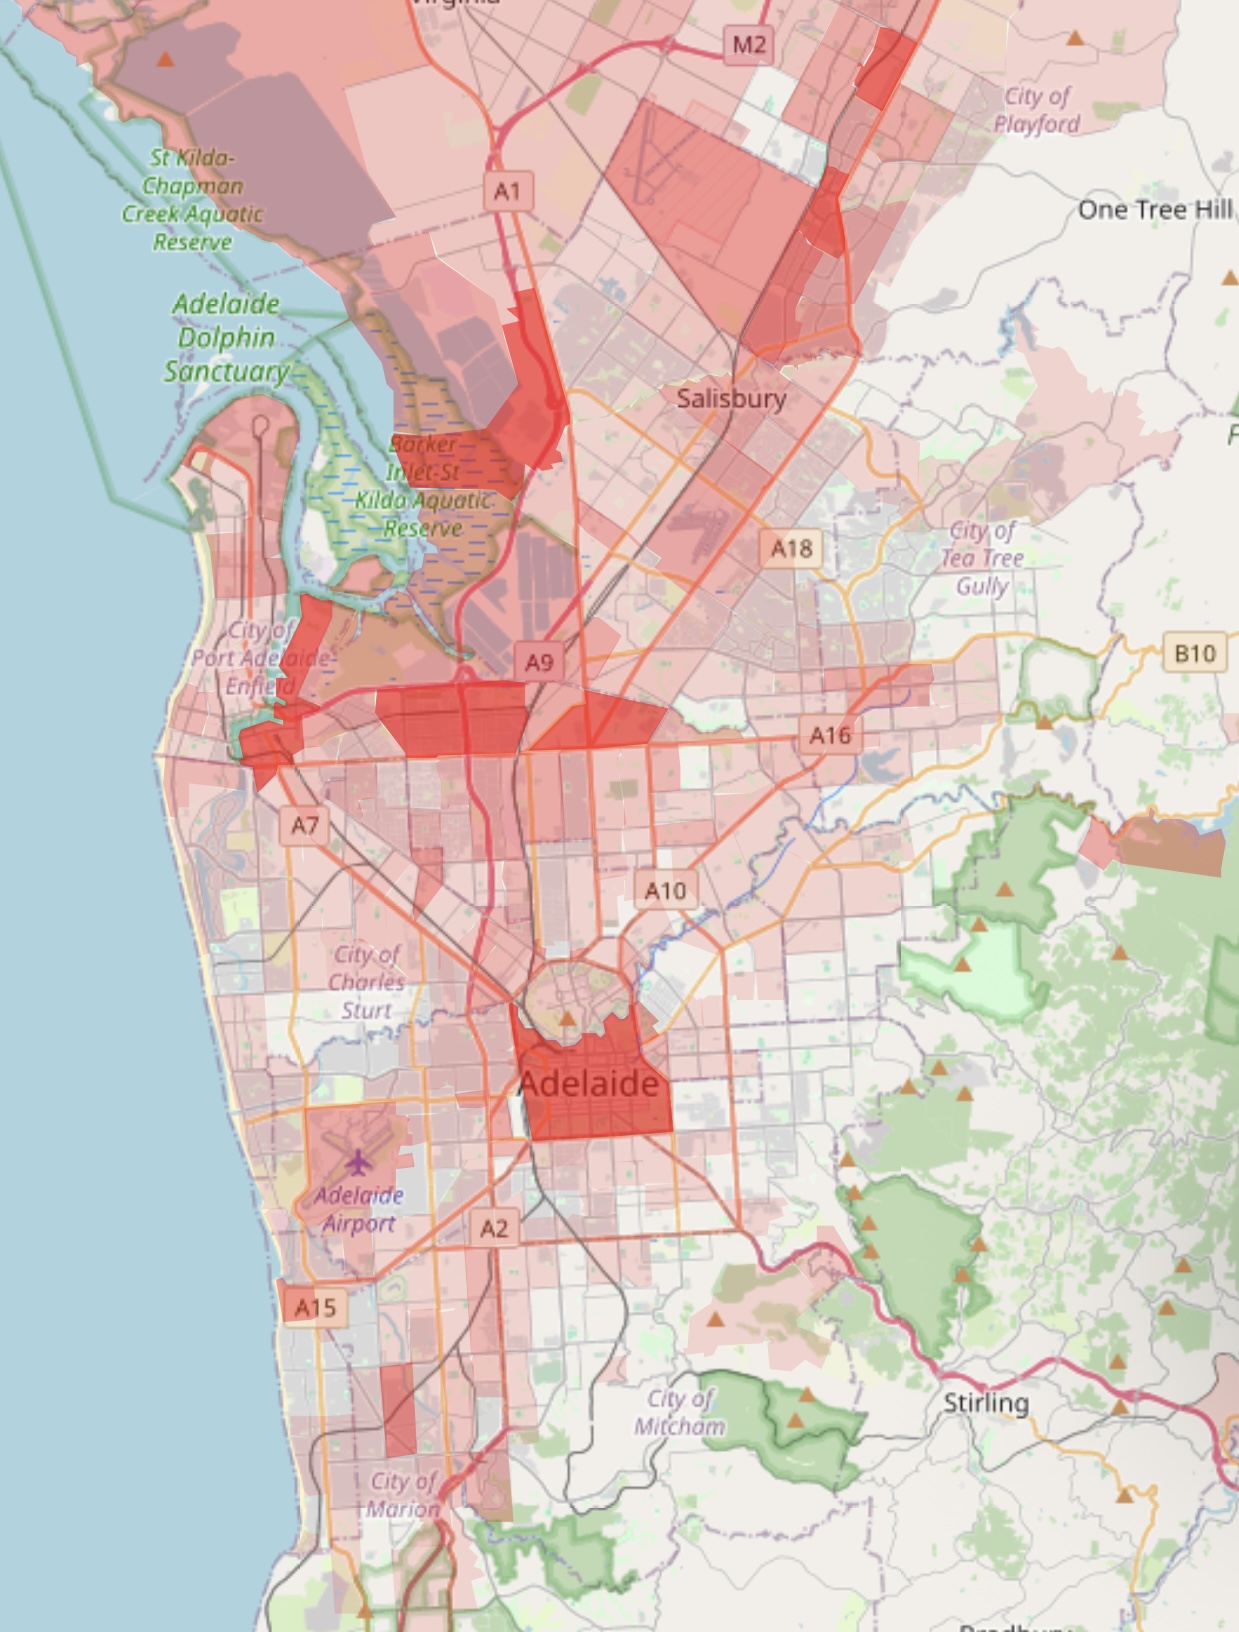 Virginia
M2
City of
Playford
St Kilda-
Chapman
Creek Aquatic
Reserve
A1
One Tree Hill
Adelaide
Dolphin
Sanctuary
Salisbury
Barker
Inlet-St
Kilda Aquatic
Reserve
A18
City of
Tea Tree
Gully
City of
Port Adelaide-
Enfield
A9
B10
A16
A7
A10
City of
Charles
Sturt
Adelaide
Adelaide
Airport
A2
A15
City of
Mitcham
Stirling
City of
Marion